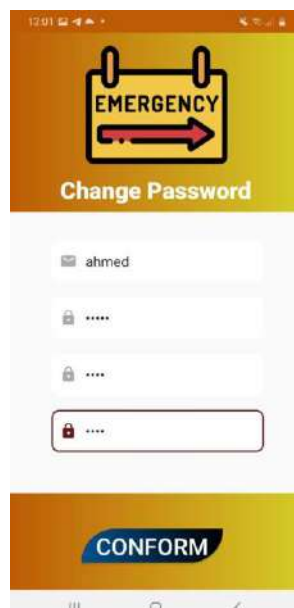 12:01
EMERGENCY
Change Password
ahmed
•••••
••••
••••
CONFORM